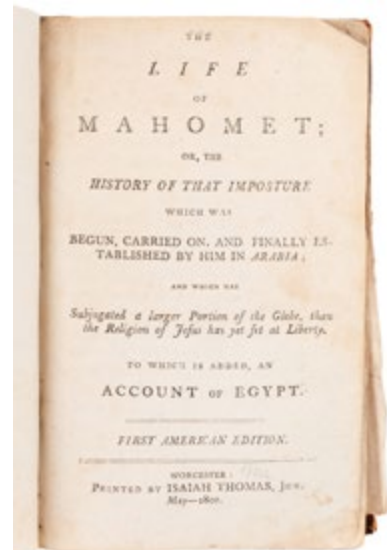 THE
LIFE
OF
MAHOMET;
OR, THE
HISTORY OF THAT IMPOSTURE
WHICH WAS
BEGUN, CARRIED ON, AND FINALLY ES-
TABLISHED BY HIM IN ARABIA;
AND WHICH HAS
Subjugated a larger Portion of the Globe, than
the Religion of Jeſus has yet ſet at Liberty.
TO WHICH IS ADDED, AN
ACCOUNT OF EGYPT.
FIRST AMERICAN EDITION.
WORCESTER:
PRINTED BY ISAIAH THOMAS, JUN.
May—1802.